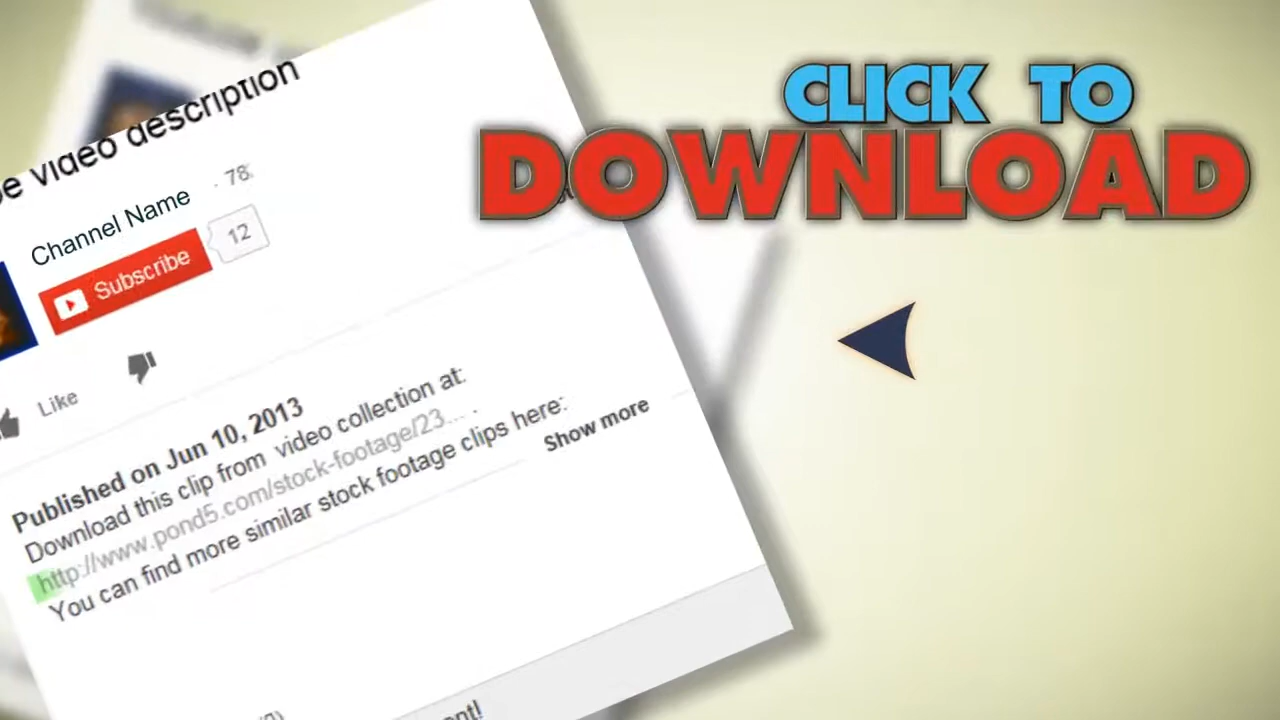 CLICK TO
DOWNLOAD
video description
Channel Name
Subscribe
12
Like
Published on Jun 10, 2013
Download this clip from video collection at:
http://www.pond5.com/stock-footage/23...
You can find more similar stock footage clips here:
Show more